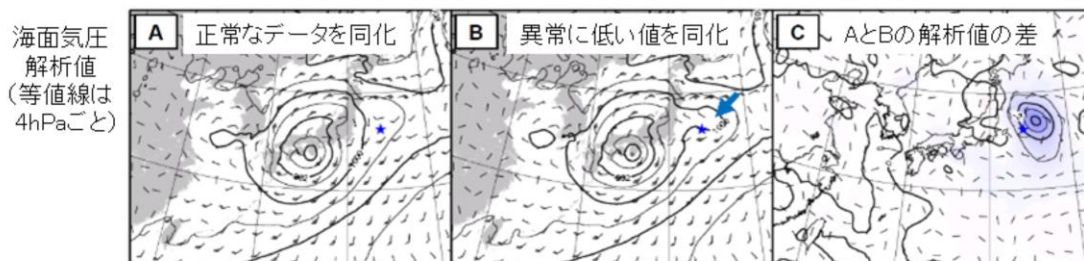 海面気圧
解析値
(等値線は
4hPaごと)
A 正常なデータを同化
B 異常に低い値を同化
C AとBの解析値の差
1000